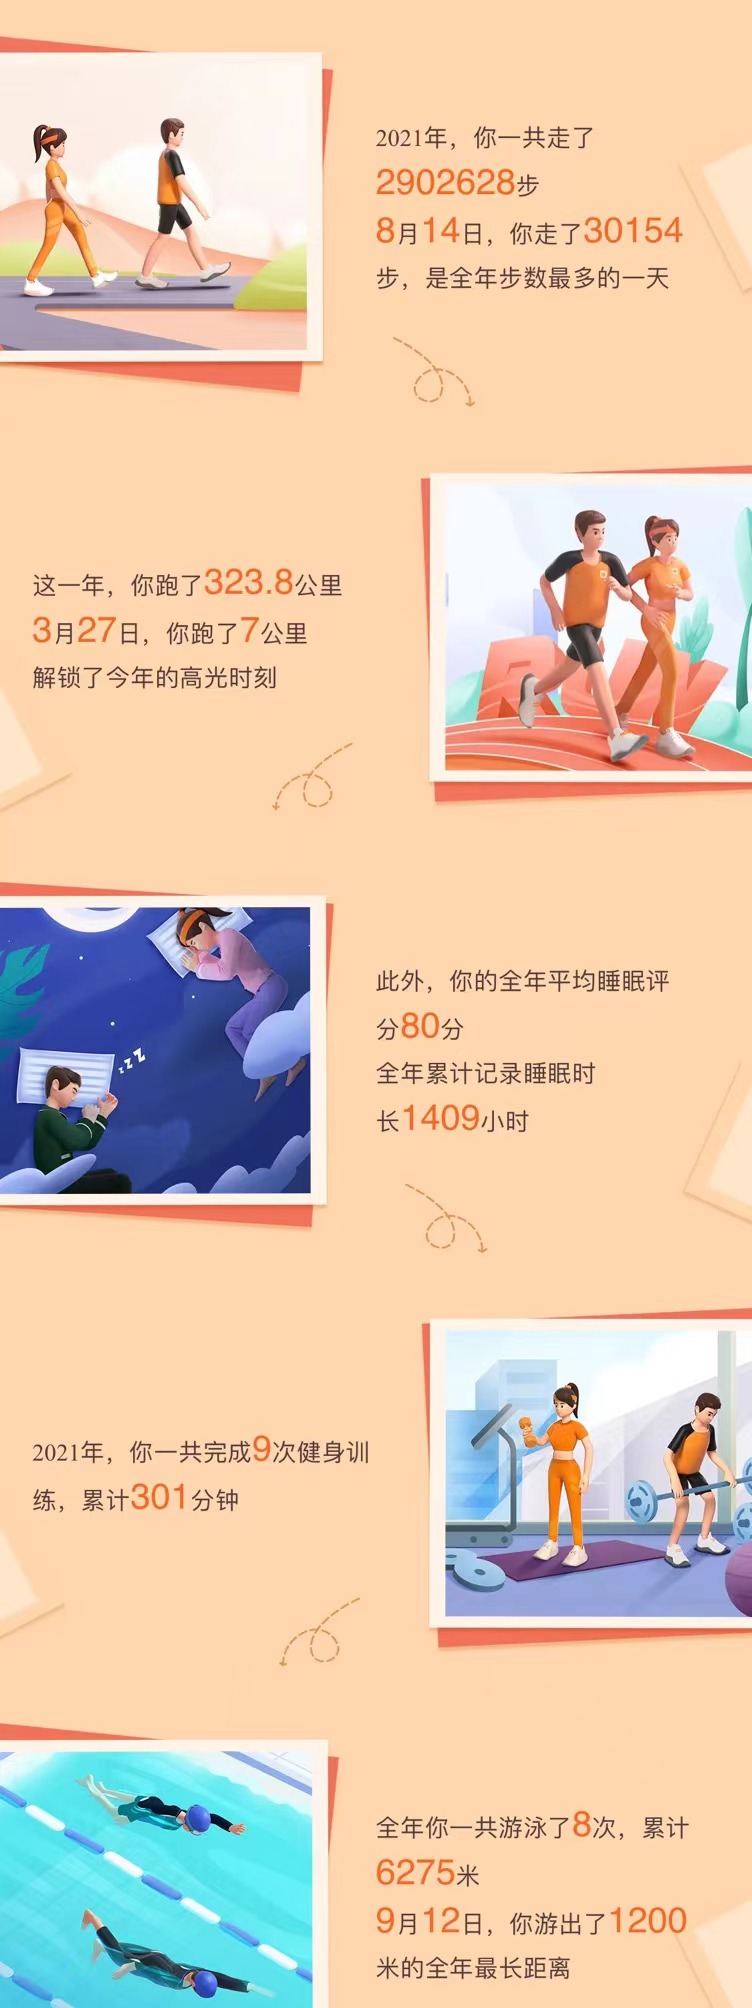 2021年，你一共走了
2902628步
8月14日，你走了30154
步，是全年步数最多的一天
这一年，你跑了323.8公里
3月27日，你跑了7公里
解锁了今年的高光时刻
RUN
此外，你的全年平均睡眠评
分80分
全年累计记录睡眠时
长1409小时
zzZ
2021年，你一共完成9次健身训
练，累计301分钟
全年你一共游泳了8次，累计
6275米
9月12日，你游出了1200
米的全年最长距离